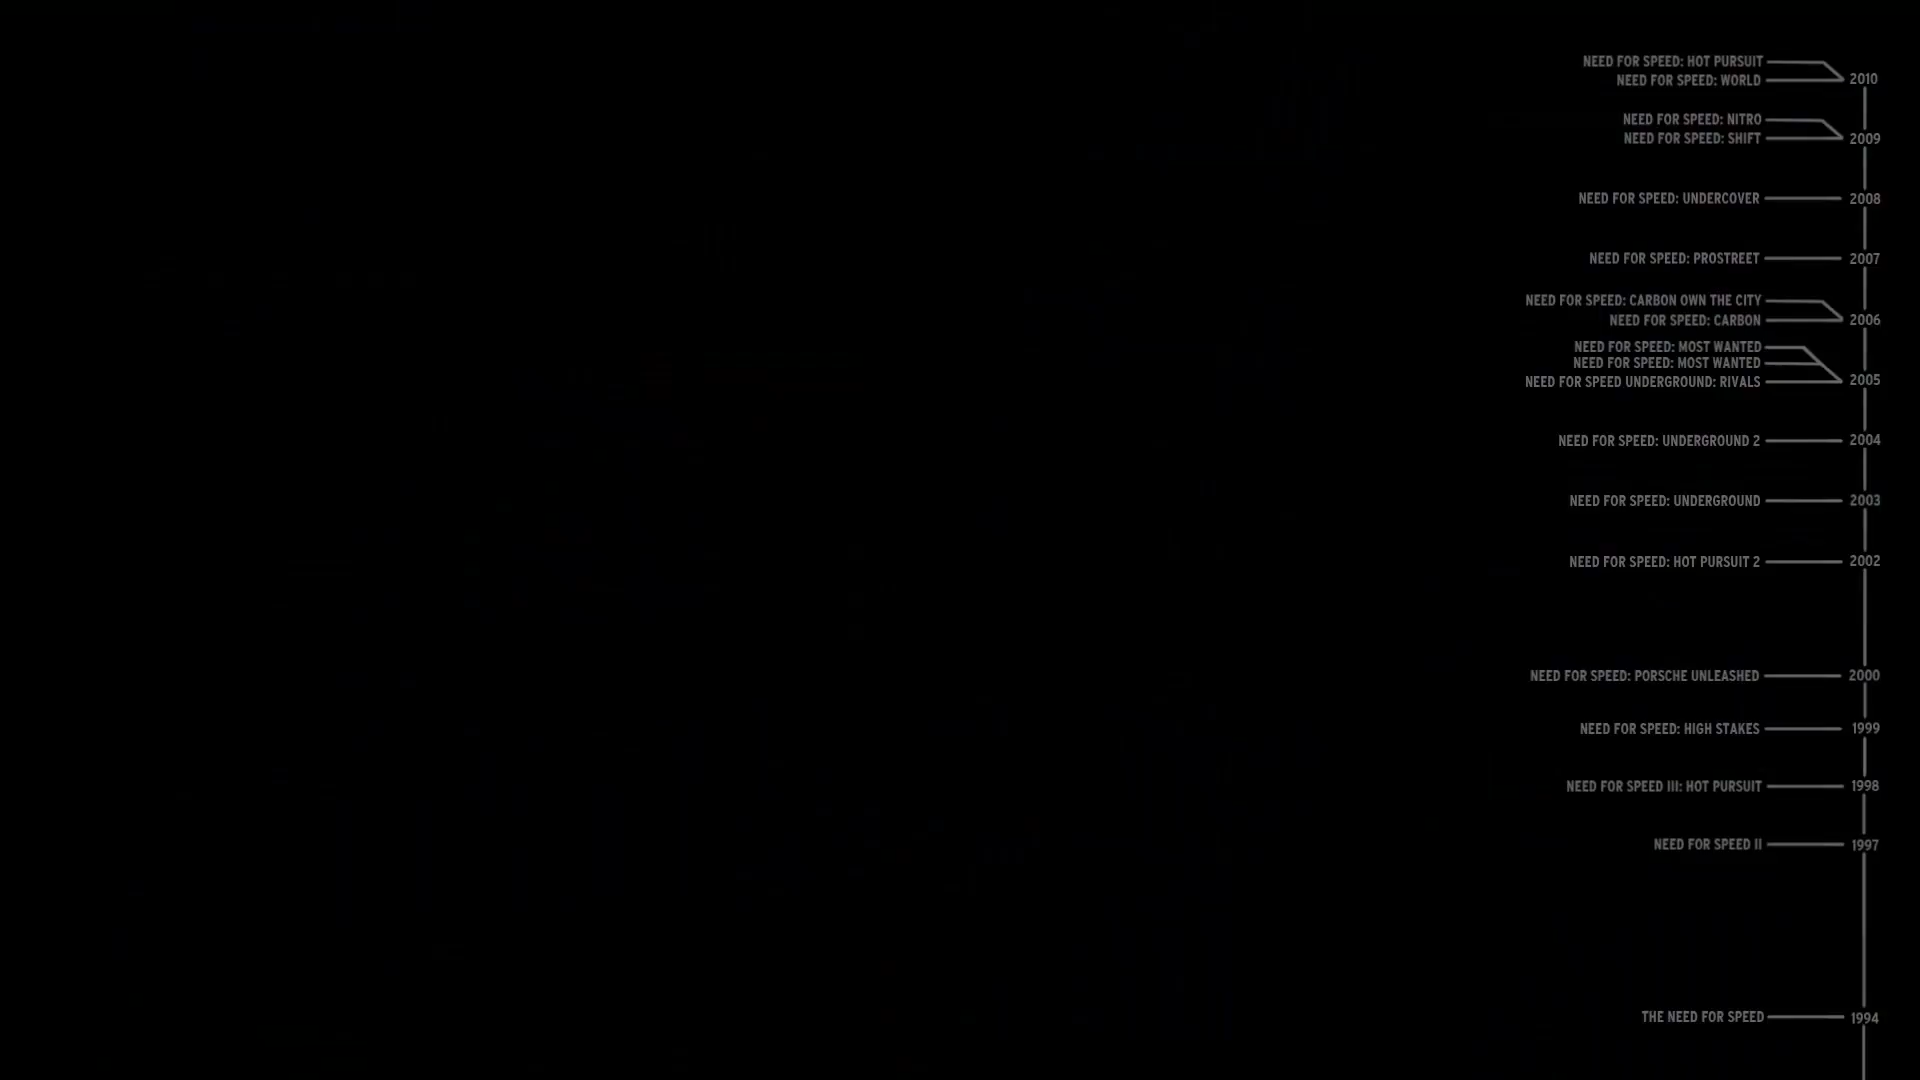 NEED FOR SPEED: HOT PURSUIT
NEED FOR SPEED: WORLD
2010
NEED FOR SPEED: NITRO
NEED FOR SPEED: SHIFT
2009
NEED FOR SPEED: UNDERCOVER
2008
NEED FOR SPEED: PROSTREET
2007
NEED FOR SPEED: CARBON OWN THE CITY
NEED FOR SPEED: CARBON
2006
NEED FOR SPEED: MOST WANTED
NEED FOR SPEED: MOST WANTED
NEED FOR SPEED UNDERGROUND: RIVALS
2005
NEED FOR SPEED: UNDERGROUND 2
2004
NEED FOR SPEED: UNDERGROUND
2003
NEED FOR SPEED: HOT PURSUIT 2
2002
NEED FOR SPEED: PORSCHE UNLEASHED
2000
NEED FOR SPEED: HIGH STAKES
1999
NEED FOR SPEED III: HOT PURSUIT
1998
NEED FOR SPEED II
1997
THE NEED FOR SPEED
1994